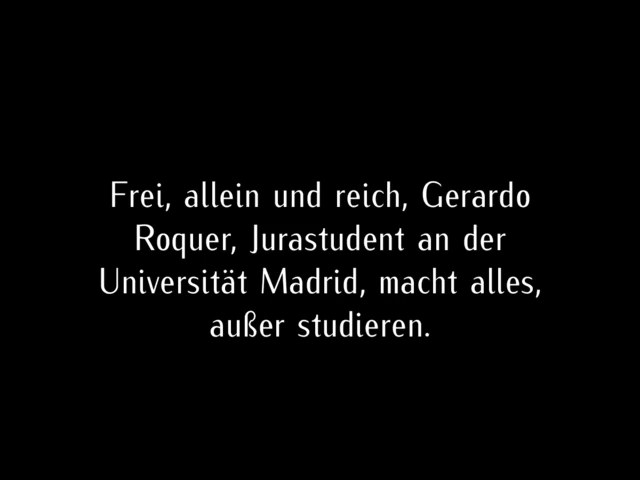 Frei, allein und reich, Gerardo
Roquer, Jurastudent an der
Universität Madrid, macht alles,
außer studieren.